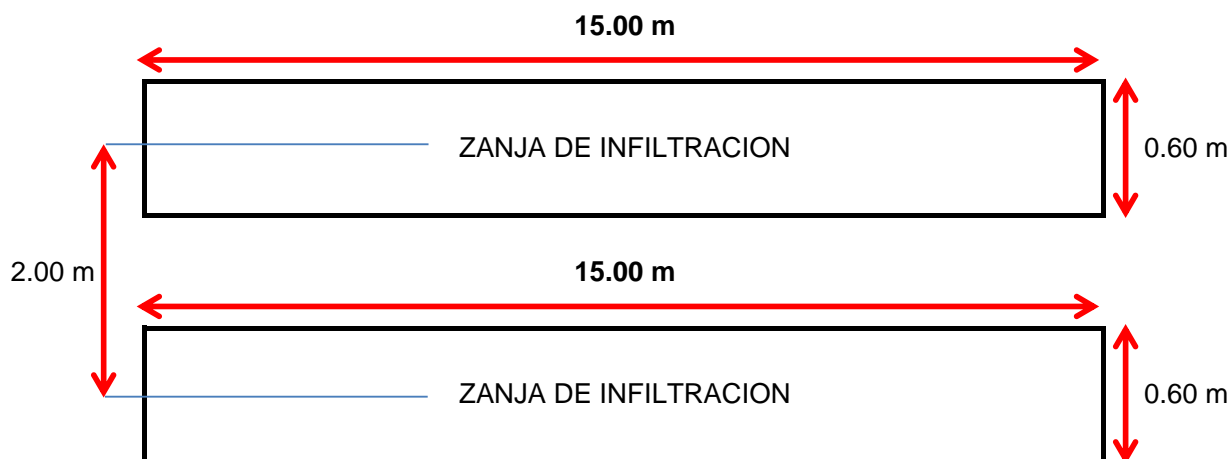 15.00 m
ZANJA DE INFILTRACION
0.60 m
2.00 m
15.00 m
ZANJA DE INFILTRACION
0.60 m